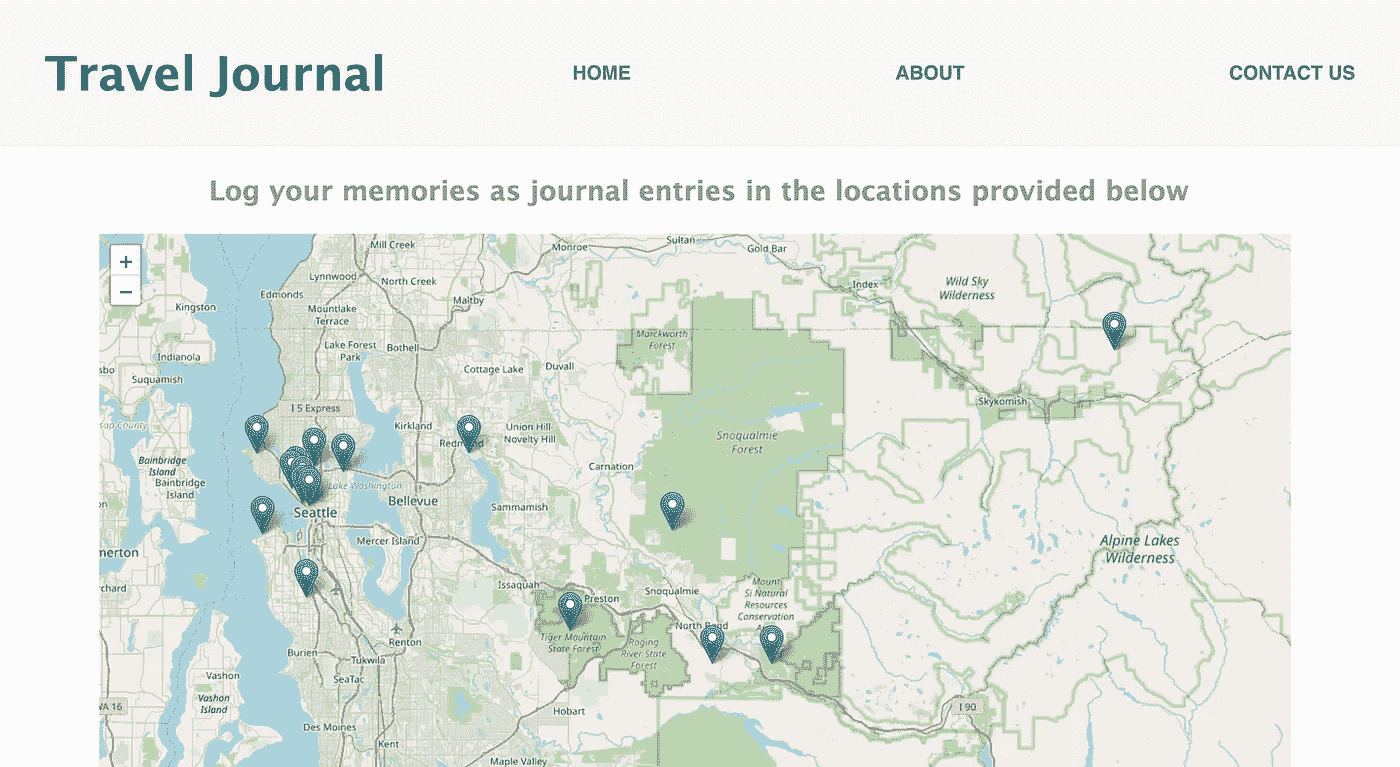 Travel Journal
HOME
ABOUT
CONTACT US
Log your memories as journal entries in the locations provided below
+
−
Mill Creek
Monroe
Sultan
Gold Bar
Lynnwood
North Creek
Edmonds
Maltby
Index
Wild Sky
Wilderness
Kingston
Mountlake
Terrace
Marckworth
Forest
Lake Forest
Park
Bothell
Indianola
Cottage Lake
Duvall
Suquamish
I 5 Express
Skykomish
Kirkland
Union Hill-
Novelty Hill
Snoqualmie
Forest
Bainbridge
Island
Bainbridge
Island
Carnation
Lake Washington
Bellevue
Sammamish
Seattle
Mercer Island
Alpine Lakes
Wilderness
merton
Issaquah
Preston
Snoqualmie
Mount
Si Natural
Resources
Conservation
Tiger Mountain
State Forest
Raging
River State
Forest
Renton
Burien
Tukwila
SeaTac
Vashon
Vashon
Island
WA 16
Hobart
I 90
Des Moines
Kent
Maple Valley